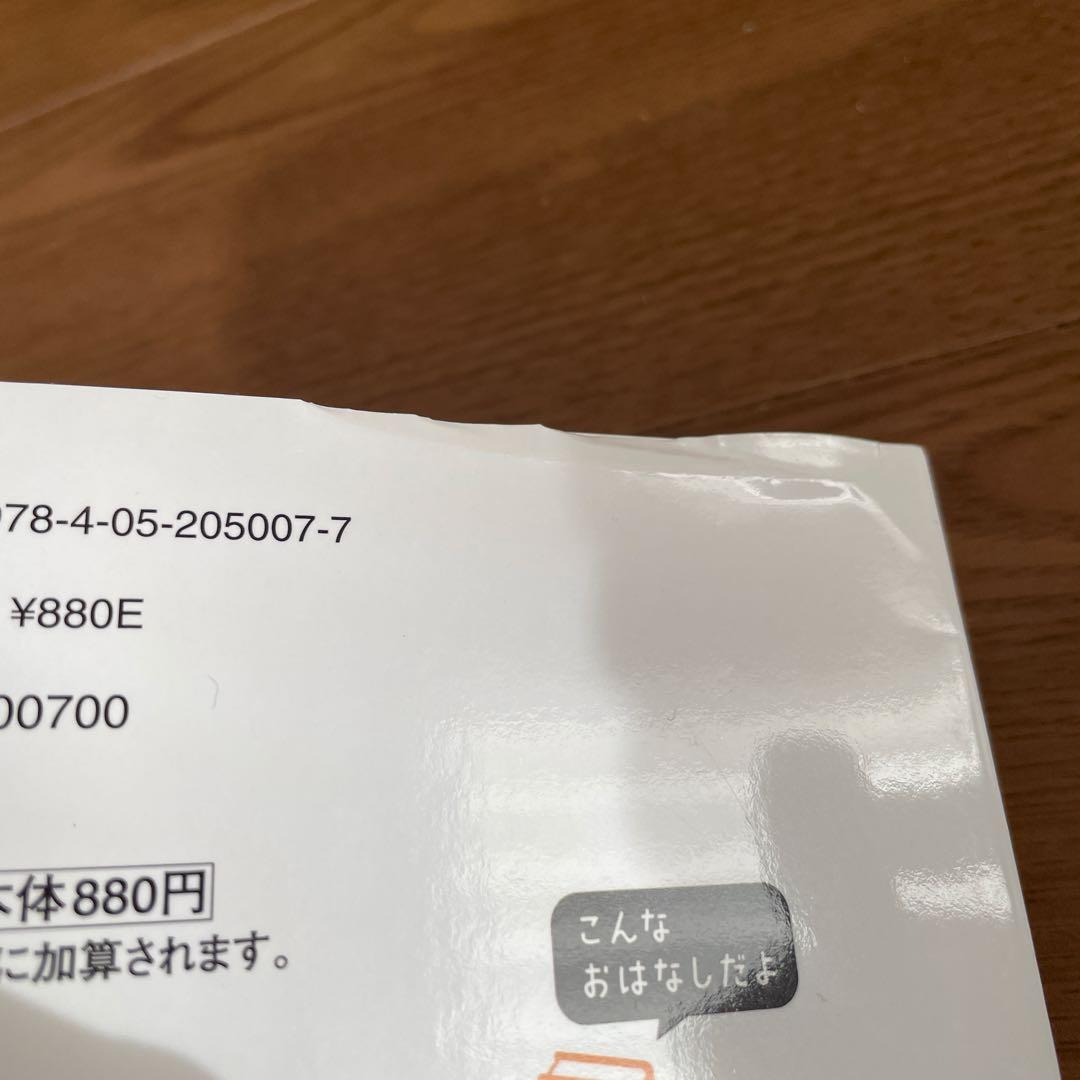 978-4-05-205007-7
¥880E
00700
本体880円
に加算されます。
こんな
おはなしだよ